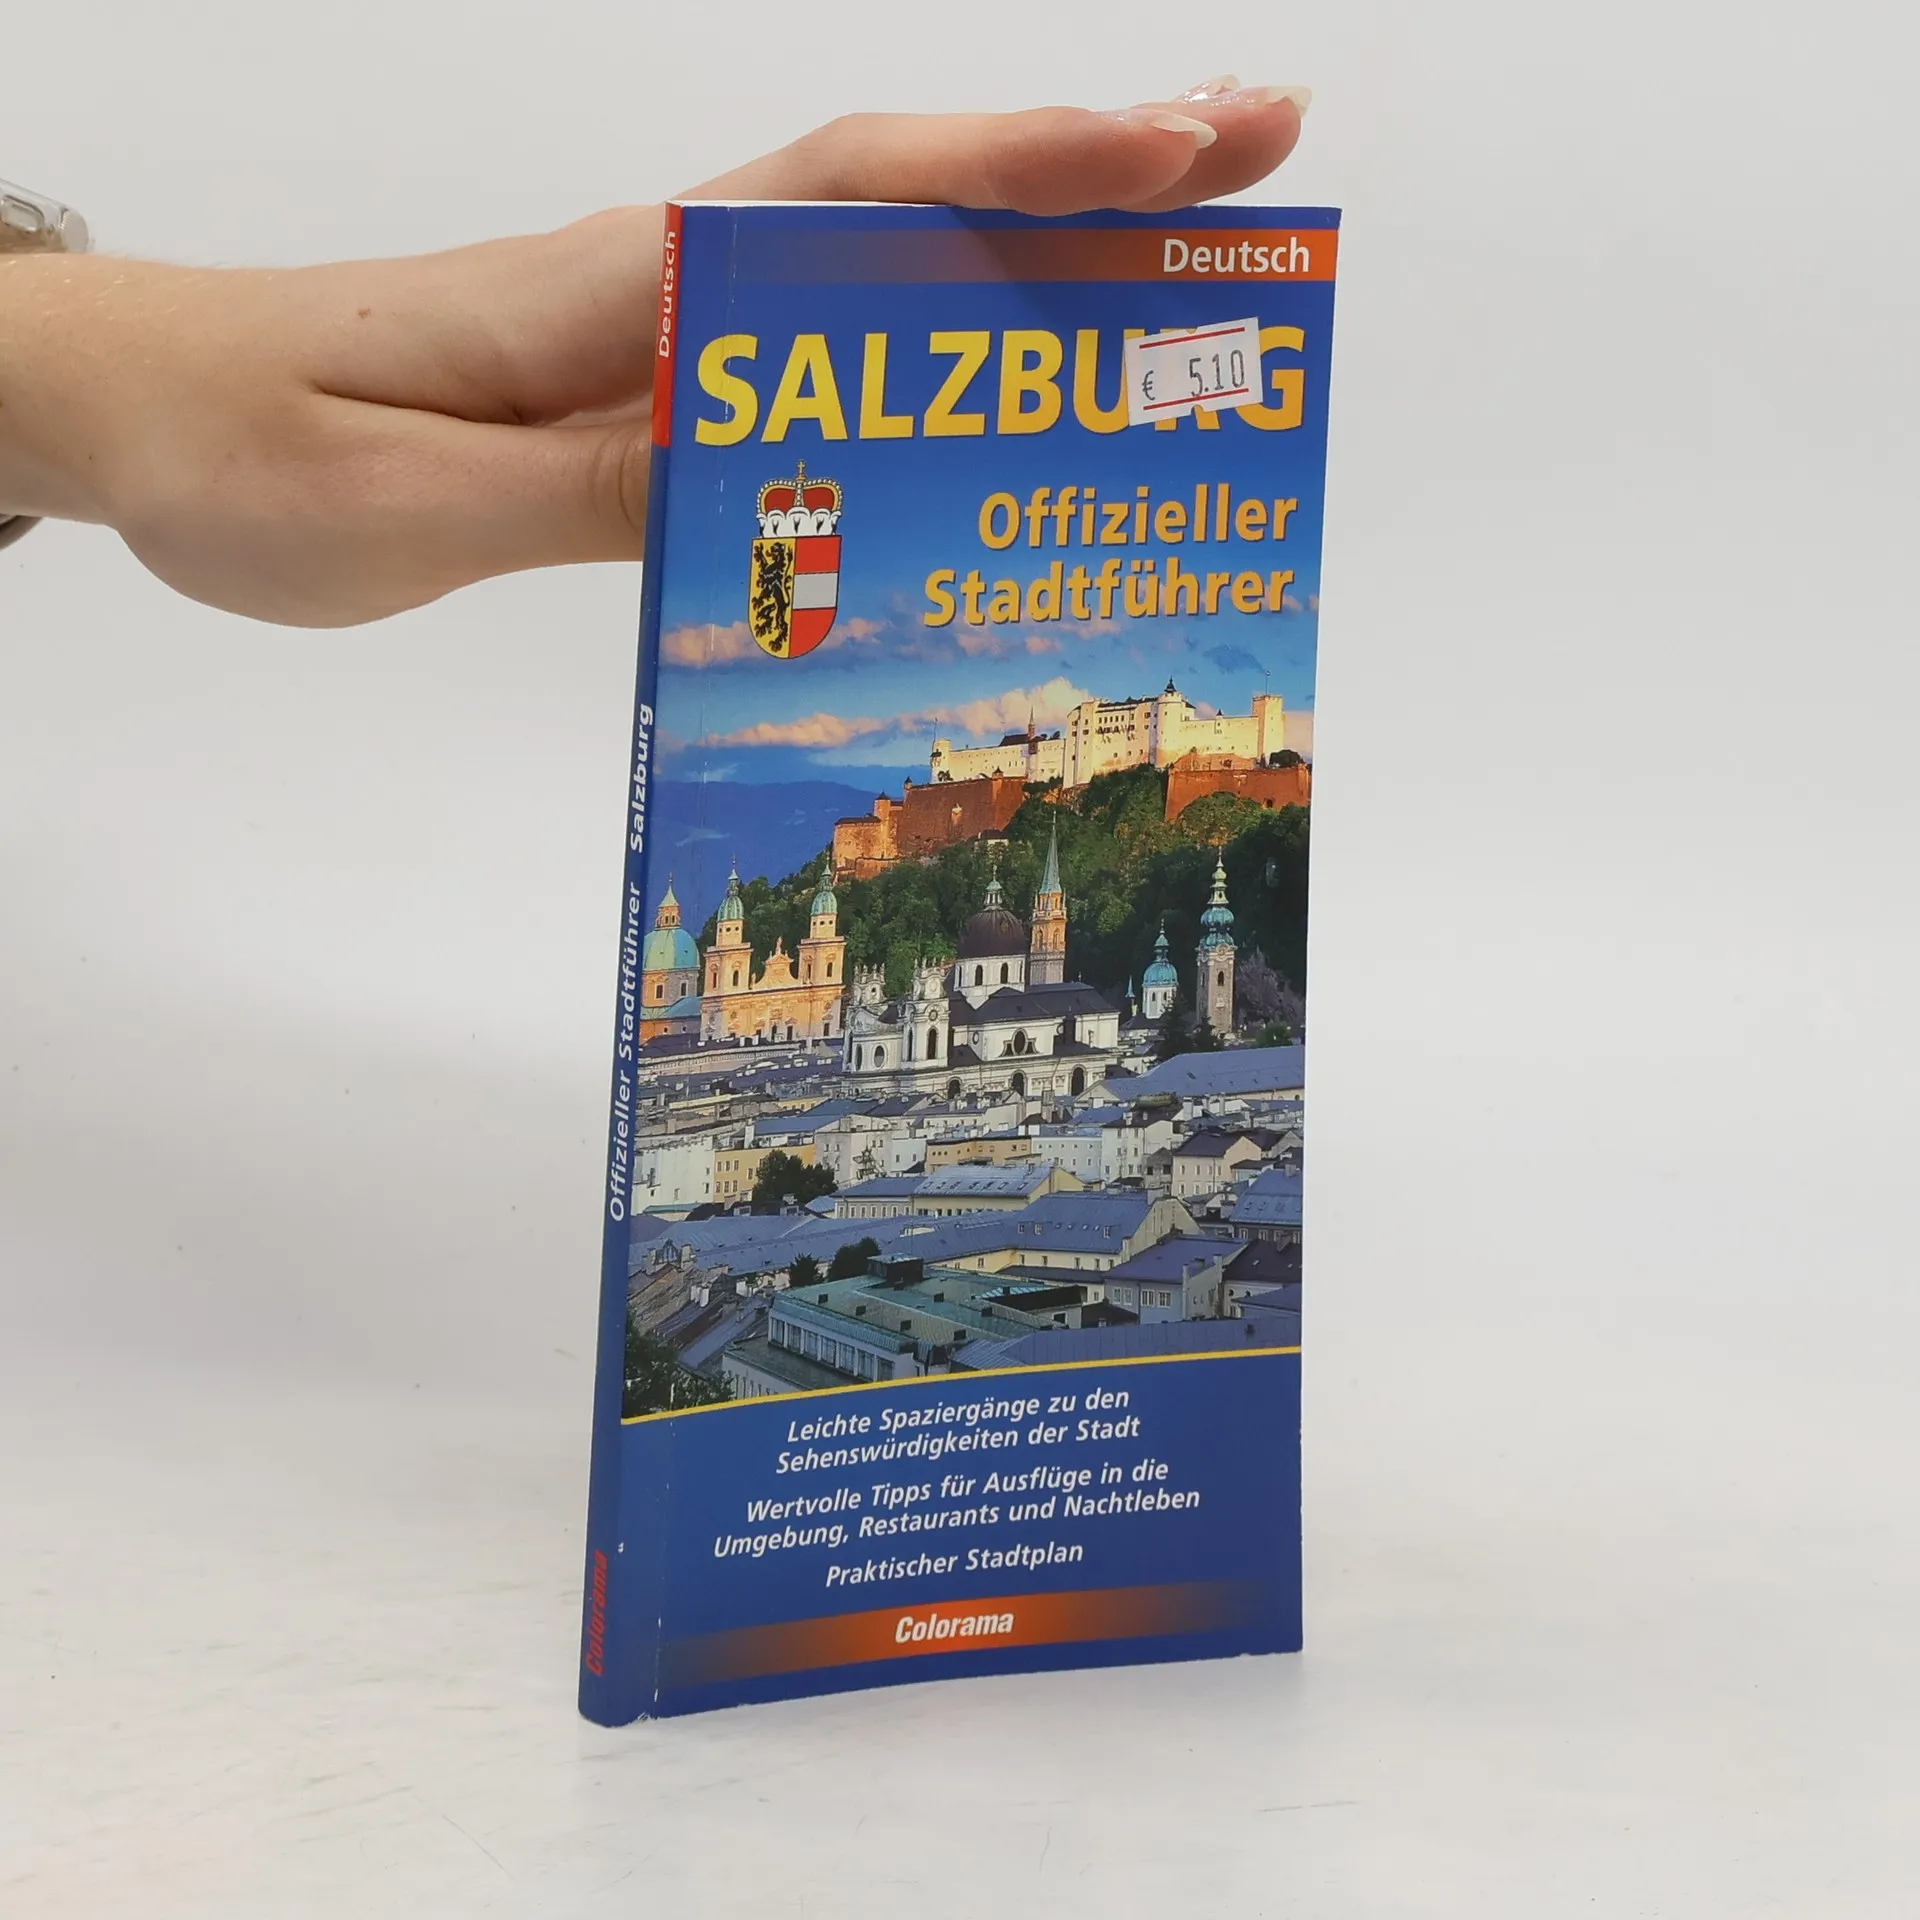 Deutsch
SALZBURG
€ 5.10
Offizieller
Stadtführer
Leichte Spaziergänge zu den
Sehenswürdigkeiten der Stadt
Wertvolle Tipps für Ausflüge in die
Umgebung, Restaurants und Nachtleben
Praktischer Stadtplan
Colorama
Deutsch
Offizieller Stadtführer Salzburg
Colorama